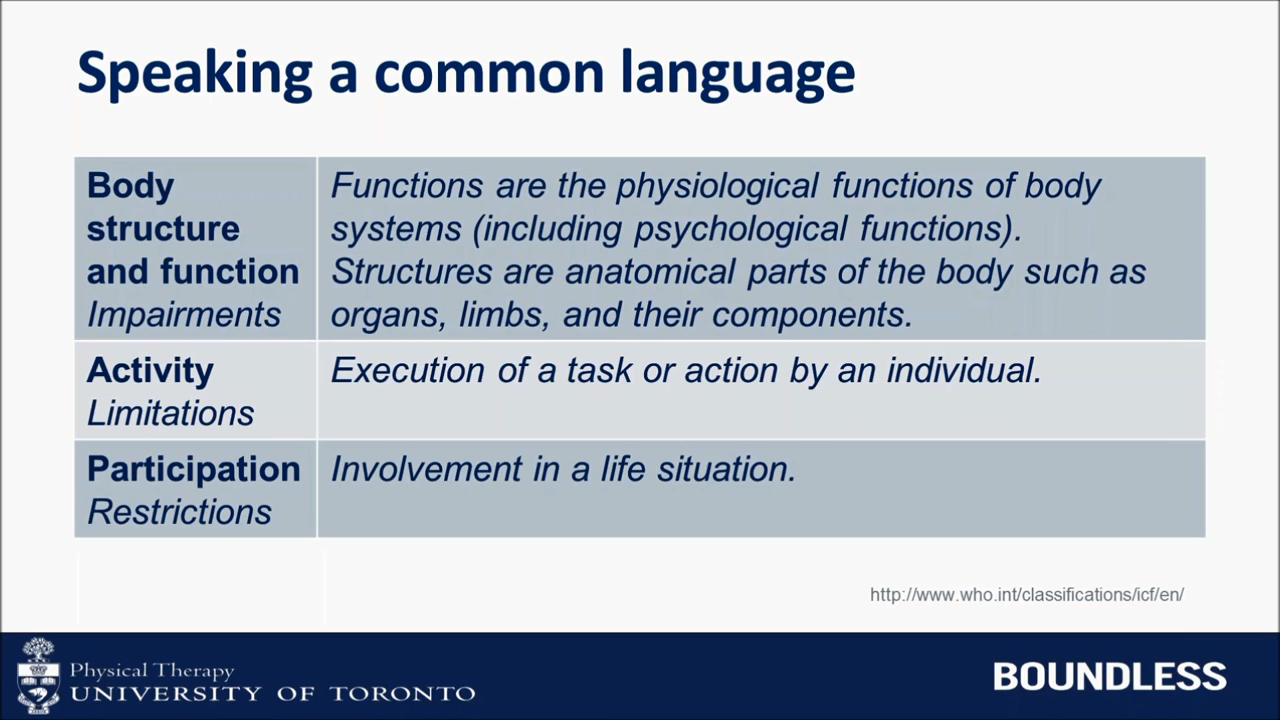 Speaking a common language
Body
structure
and function
Impairments
Functions are the physiological functions of body
systems (including psychological functions).
Structures are anatomical parts of the body such as
organs, limbs, and their components.
Activity
Limitations
Execution of a task or action by an individual.
Participation
Restrictions
Involvement in a life situation.
http://www.who.int/classifications/icf/en/
Physical Therapy
UNIVERSITY OF TORONTO
BOUNDLESS